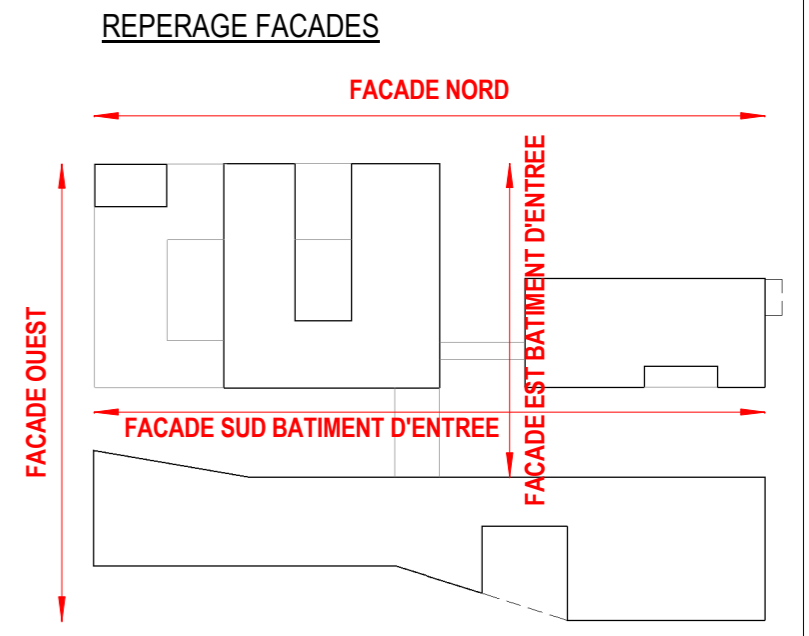 REPERAGE FACADES
FACADE NORD
FACADE EST BATIMENT D'ENTREE
FACADE OUEST
FACADE SUD BATIMENT D'ENTREE